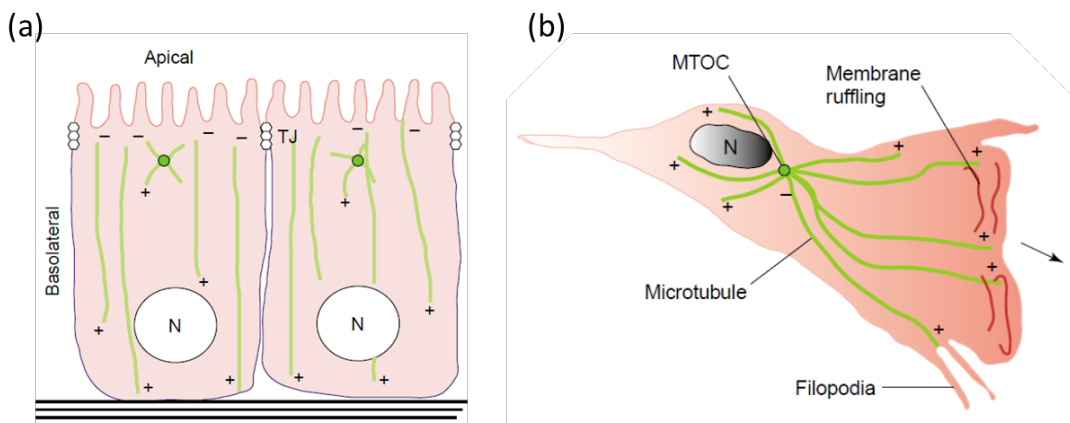 (a)
Apical
− − − − − −
TJ
+ +
Basolateral
N N
+ +
+
+ + + +
(b)
MTOC
Membrane
ruffling
+ + +
N
+
−
+
+
+
Microtubule
+
Filopodia